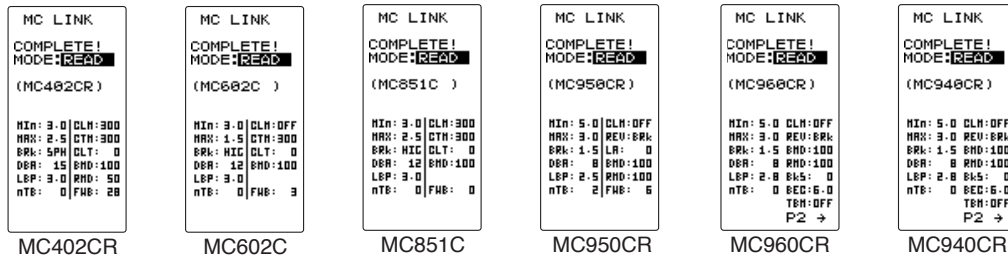 MC LINK
COMPLETE!
MODE:READ
(MC402CR)
MIn: 3.0 CLM:300
MAX: 2.5 CTM:300
BRk: SPH CLT: 0
DBA: 15 BMD:100
LBP: 3.0 RMD: 50
nTB: 0 FWB: 28
MC402CR
MC LINK
COMPLETE!
MODE:READ
(MC602C )
MIn: 3.0 CLM:OFF
MAX: 1.5 CTM:300
BRk: HIG CLT: 0
DBA: 12 BMD:100
LBP: 3.0
nTB: 0 FWB: 3
MC602C
MC LINK
COMPLETE!
MODE:READ
(MC851C )
MIn: 3.0 CLM:300
MAX: 2.5 CTM:300
BRk: HIG CLT: 0
DBA: 12 BMD:100
LBP: 3.0
nTB: 0 FWB: 0
MC851C
MC LINK
COMPLETE!
MODE:READ
(MC950CR)
MIn: 5.0 CLM:OFF
MAX: 3.0 REV:BRk
BRk: 1.5 LA: 0
DBA: 8 BMD:100
LBP: 2.5 RMD:100
nTB: 2 FWB: 6
MC950CR
MC LINK
COMPLETE!
MODE:READ
(MC960CR)
MIn: 5.0 CLM:OFF
MAX: 3.0 REV:BRk
BRk: 1.5 BMD:100
DBA: 8 RMD:100
LBP: 2.8 BkS: 0
nTB: 0 BEC:6.0
TBM:OFF
P2 →
MC960CR
MC LINK
COMPLETE!
MODE:READ
(MC940CR)
MIn: 5.0 CLM:OFF
MAX: 3.0 REV:BRk
BRk: 1.5 BMD:100
DBA: 8 RMD:100
LBP: 2.8 BkS: 0
nTB: 0 BEC:6.0
TBM:OFF
P2 →
MC940CR